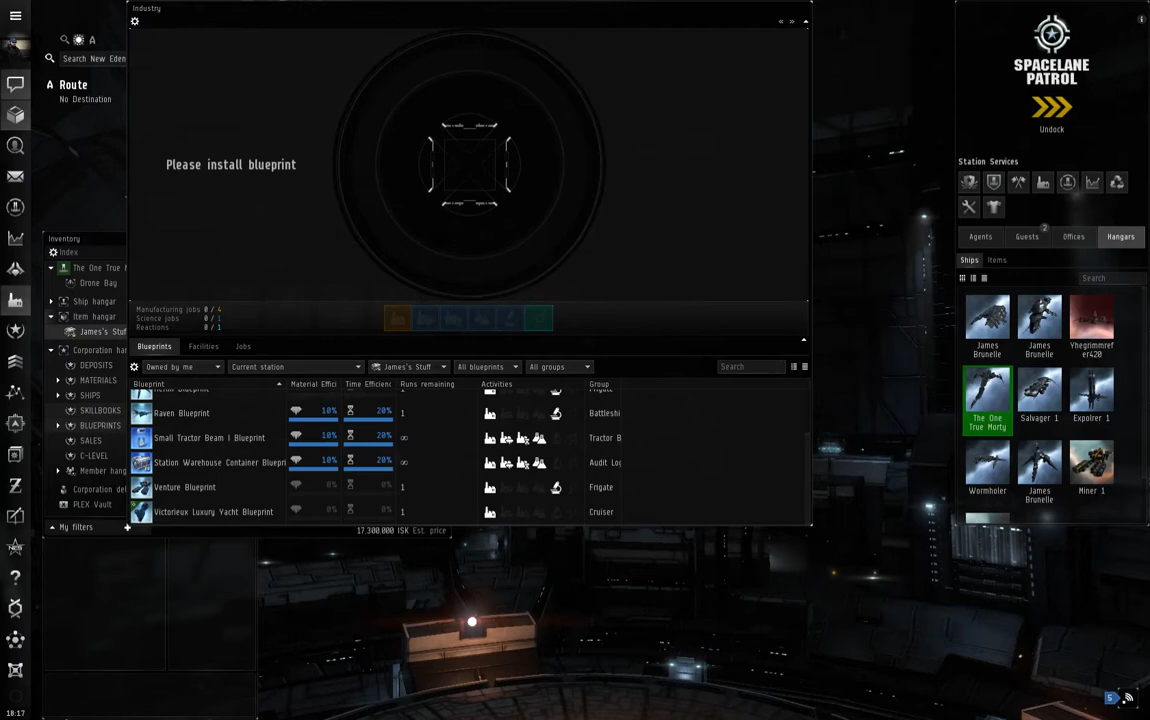 Industry
Search New Eden
Route
No Destination
Please install blueprint
SPACELANE
PATROL
Undock
Station Services
2
Agents
Guests
Offices
Hangars
Ships
Items
Search
James
Brunelle
James
Brunelle
Yhegrimmref
er420
The One
True Morty
Salvager 1
Expolrer 1
Wormholer
James
Brunelle
Miner 1
Inventory
Index
The One True M
Drone Bay
Ship hangar
Item hangar
James's Stuf
Corporation har
DEPOSITS
MATERIALS
SHIPS
SKILLBOOKS
BLUEPRINTS
SALES
C-LEVEL
Member hang
Corporation del
PLEX Vault
My filters
Manufacturing jobs 0 / 4
Science jobs 0 / 1
Reactions 0 / 1
Blueprints
Facilities
Jobs
Owned by me
Current station
James's Stuff
All blueprints
All groups
Search
Blueprint
Material Effici
Time Efficienc
Runs remaining
Activities
Group
Raven Blueprint
10%
20%
1
Battleshi
Small Tractor Beam I Blueprint
10%
20%
∞
Tractor B
Station Warehouse Container Blueprin
10%
20%
∞
Audit Log
Venture Blueprint
0%
0%
1
Frigate
Victorieux Luxury Yacht Blueprint
0%
0%
1
Cruiser
17,300.000 ISK Est. price
18:17
5